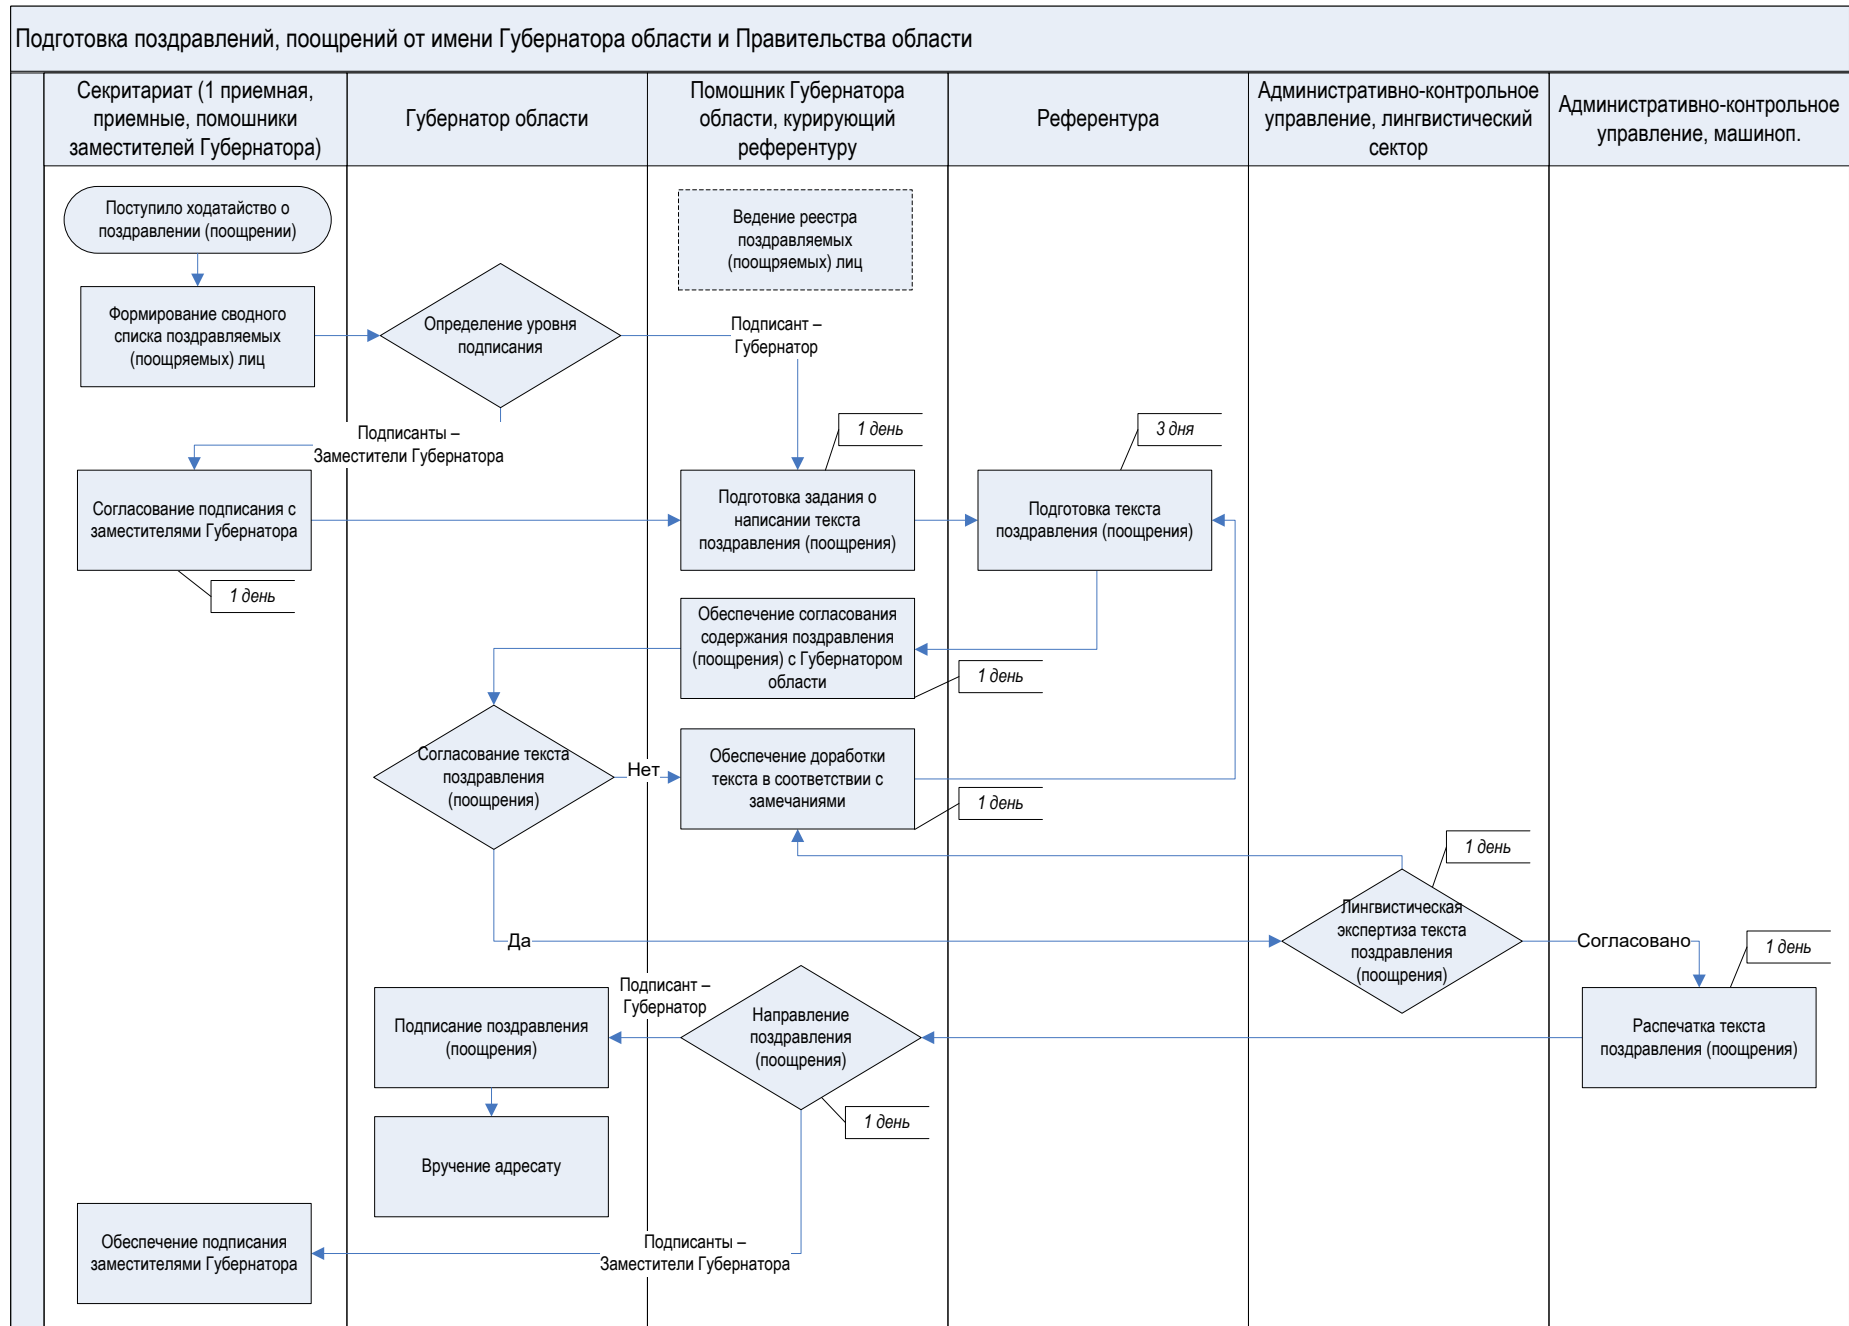 Подготовка поздравлений, поощрений от имени Губернатора области и Правительства области
Секритариат (1 приемная,
приемные, помошники
заместителей Губернатора)
Губернатор области
Помошник Губернатора
области, курирующий
референтуру
Референтура
Административно-контрольное
управление, лингвистический
сектор
Административно-контрольное
управление, машиноп.
Поступило ходатайство о
поздравлении (поощрении)
Ведение реестра
поздравляемых
(поощряемых) лиц
Формирование сводного
списка поздравляемых
(поощряемых) лиц
Определение уровня
подписания
Подписант –
Губернатор
Подписанты –
Заместители Губернатора
1 день
3 дня
Согласование подписания с
заместителями Губернатора
Подготовка задания о
написании текста
поздравления (поощрения)
Подготовка текста
поздравления (поощрения)
1 день
Обеспечение согласования
содержания поздравления
(поощрения) с Губернатором
области
1 день
Согласование текста
поздравления
(поощрения)
Нет
Обеспечение доработки
текста в соответствии с
замечаниями
1 день
1 день
Лингвистическая
экспертиза текста
поздравления
(поощрения)
Да
Согласовано
1 день
Подписант –
Губернатор
Подписание поздравления
(поощрения)
Направление
поздравления
(поощрения)
Распечатка текста
поздравления (поощрения)
1 день
Вручение адресату
Обеспечение подписания
заместителями Губернатора
Подписанты –
Заместители Губернатора